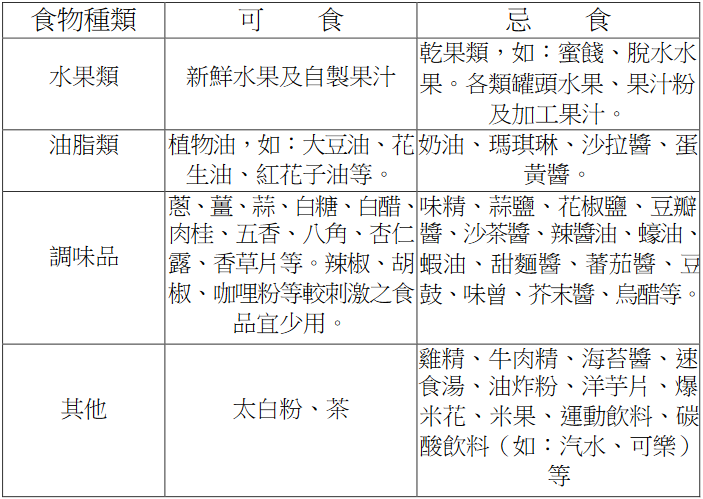 食物種類
可　　食
忌　　食
水果類
新鮮水果及自製果汁
乾果類，如：蜜餞、脫水水
果。各類罐頭水果、果汁粉
及加工果汁。
油脂類
植物油，如：大豆油、花
生油、紅花子油等。
奶油、瑪琪琳、沙拉醬、蛋
黃醬。
調味品
蔥、薑、蒜、白糖、白醋、
肉桂、五香、八角、杏仁
露、香草片等。辣椒、胡
椒、咖哩粉等較刺激之食
品宜少用。
味精、蒜鹽、花椒鹽、豆瓣
醬、沙茶醬、辣醬油、蠔油、
蝦油、甜麵醬、蕃茄醬、豆
鼓、味曾、芥末醬、烏醋等。
其他
太白粉、茶
雞精、牛肉精、海苔醬、速
食湯、油炸粉、洋芋片、爆
米花、米果、運動飲料、碳
酸飲料（如：汽水、可樂）
等